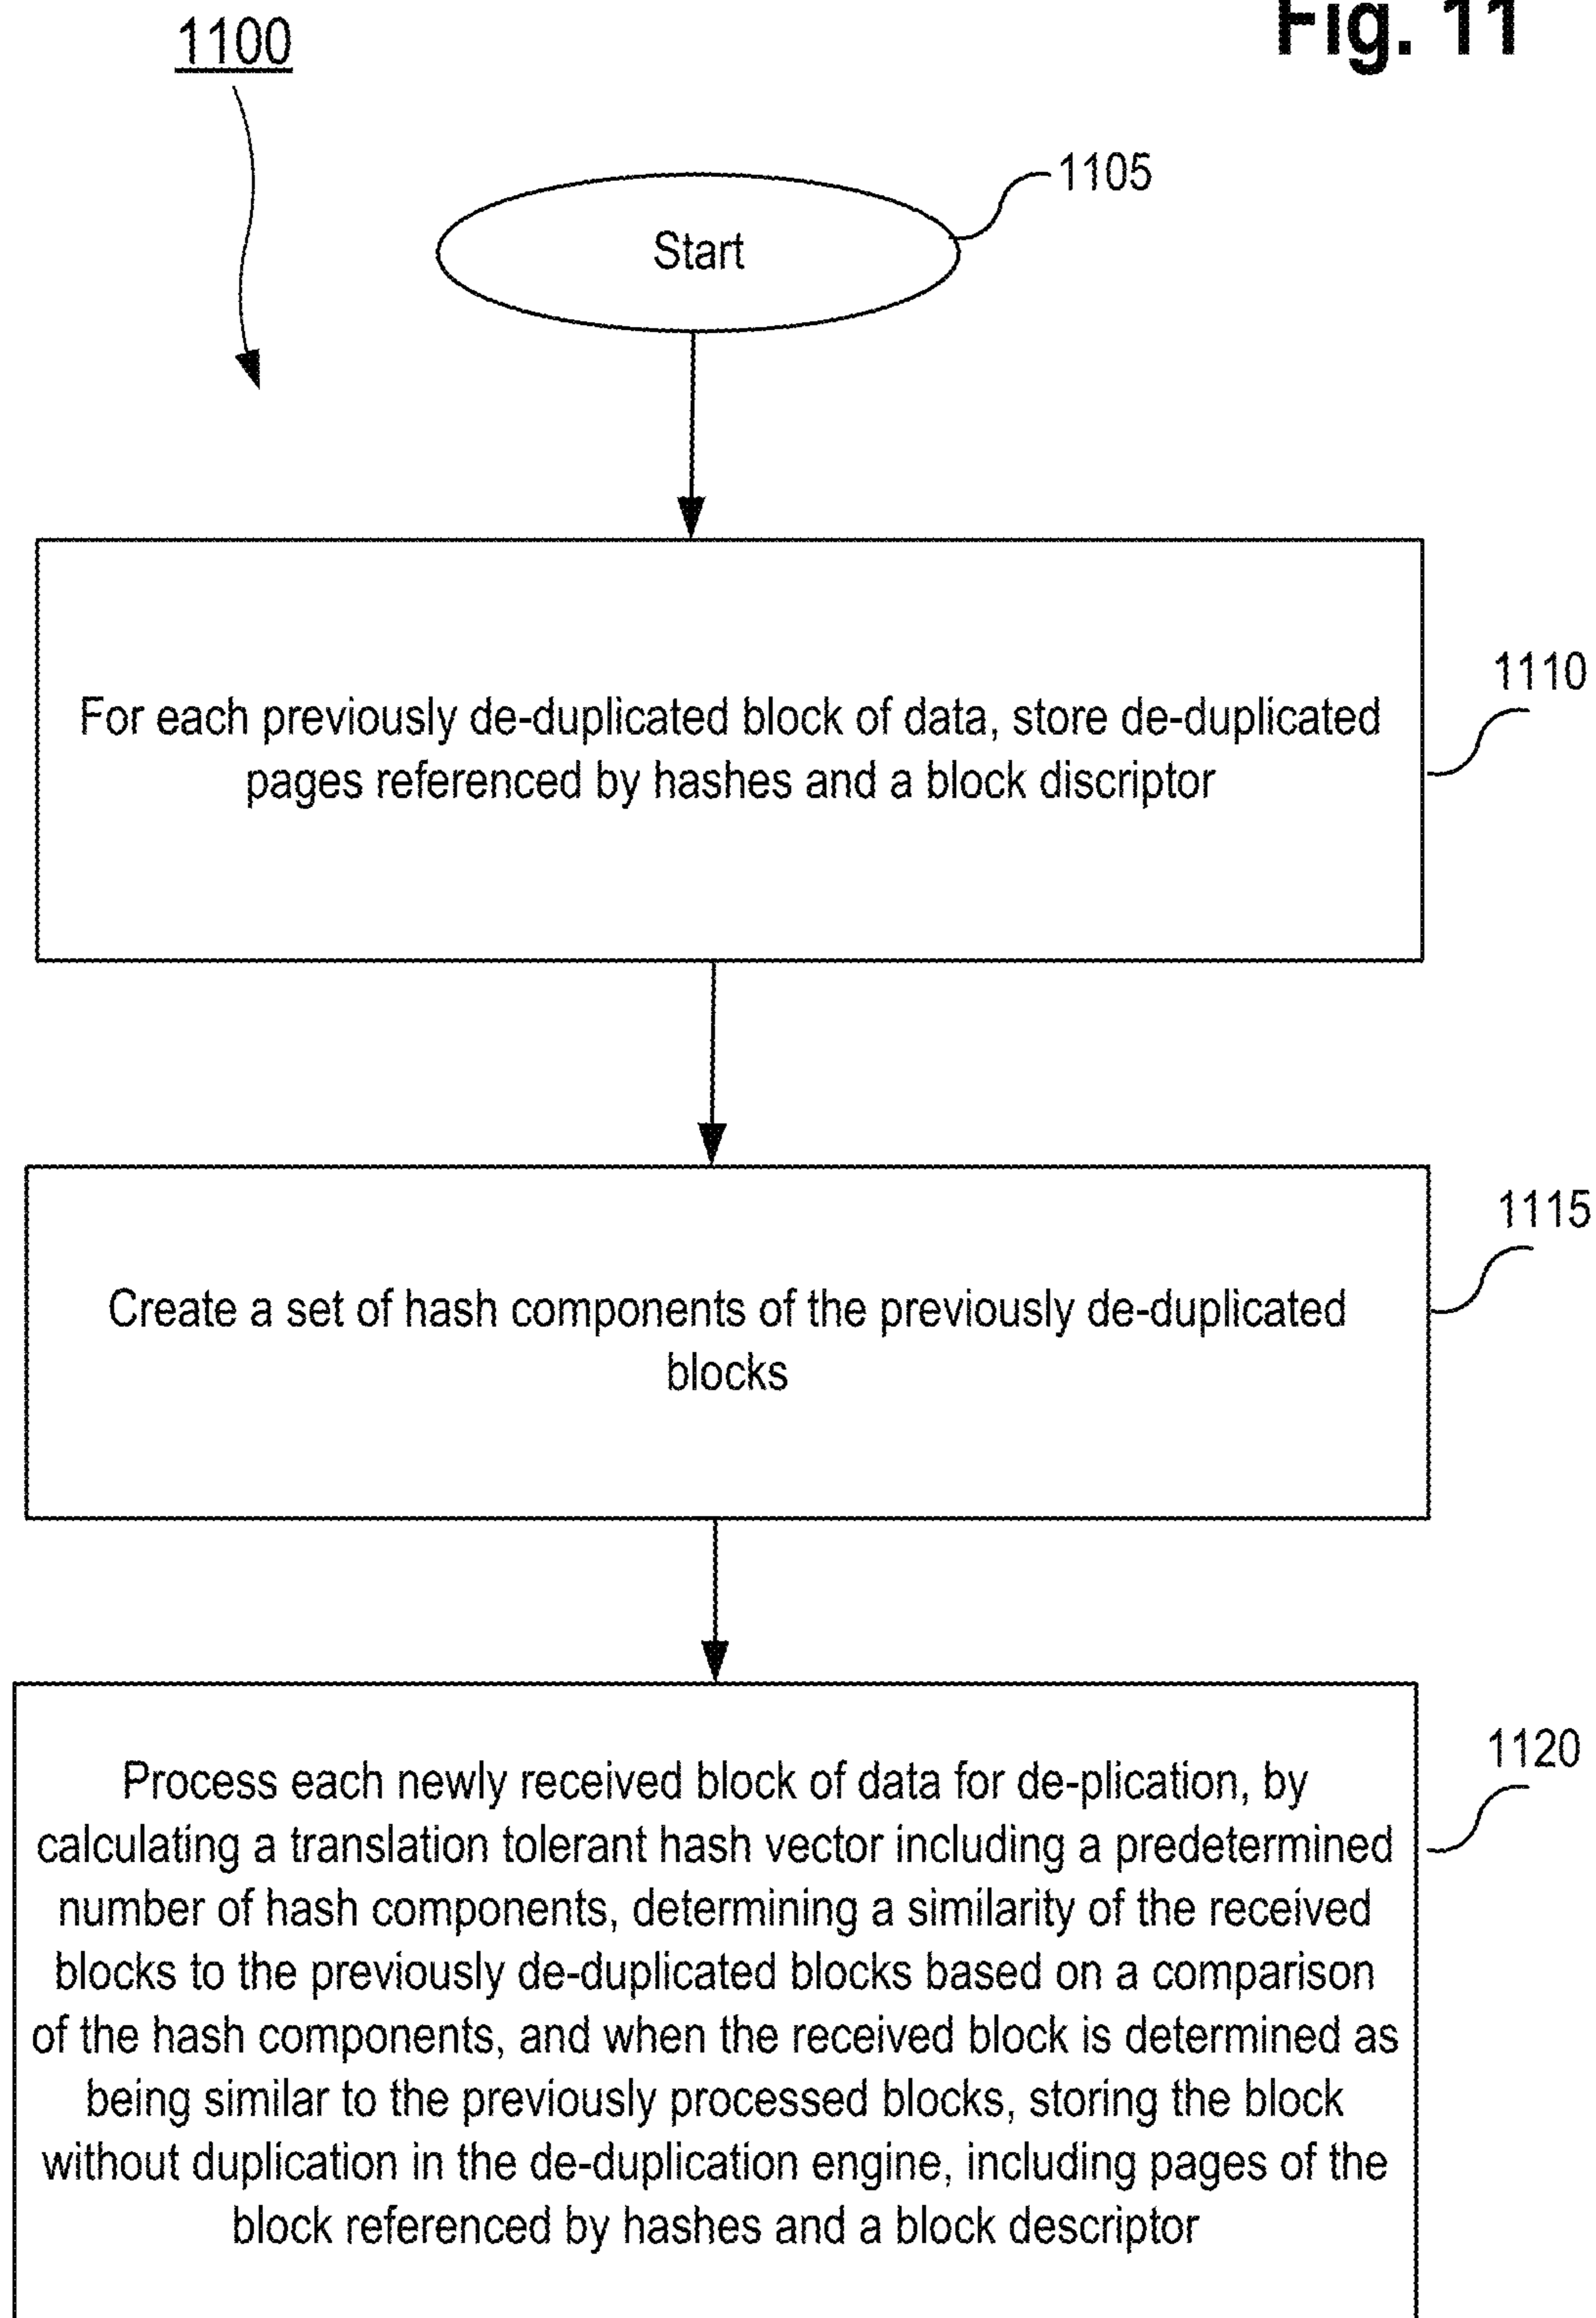 Fig. 11
1100
1105
Start
1110
For each previously de-duplicated block of data, store de-duplicated
pages referenced by hashes and a block discriptor
1115
Create a set of hash components of the previously de-duplicated
blocks
1120
Process each newly received block of data for de-plication, by
calculating a translation tolerant hash vector including a predetermined
number of hash components, determining a similarity of the received
blocks to the previously de-duplicated blocks based on a comparison
of the hash components, and when the received block is determined as
being similar to the previously processed blocks, storing the block
without duplication in the de-duplication engine, including pages of the
block referenced by hashes and a block descriptor